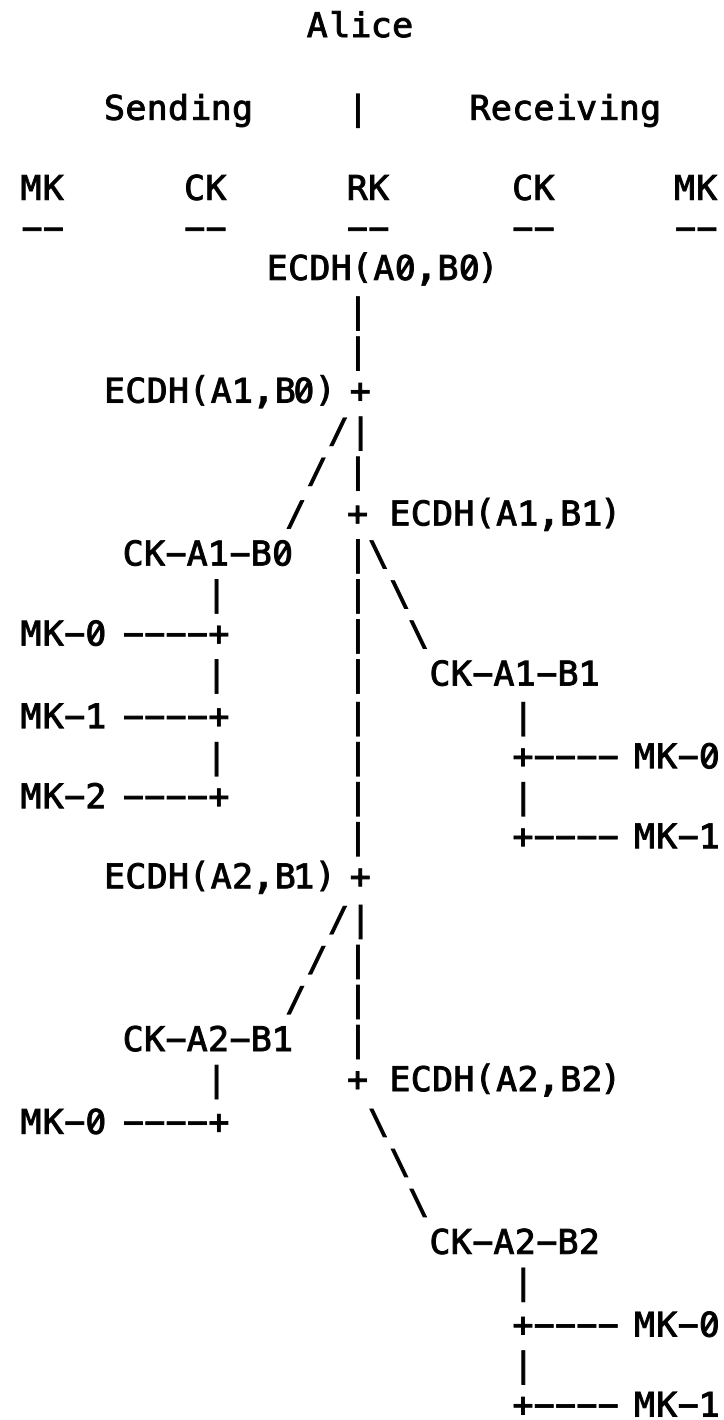 Alice
Sending | Receiving
MK CK RK CK MK
-- -- -- -- --
ECDH(A0,B0)
|
|
ECDH(A1,B0) +
/|
/ |
/ + ECDH(A1,B1)
CK-A1-B0 |\
| | \
MK-0 ----+ | \
| | CK-A1-B1
MK-1 ----+ | |
| | +---- MK-0
MK-2 ----+ | |
| +---- MK-1
ECDH(A2,B1) +
/|
/ |
/ |
CK-A2-B1 |
| + ECDH(A2,B2)
MK-0 ----+ \
\
\
CK-A2-B2
|
+---- MK-0
|
+---- MK-1